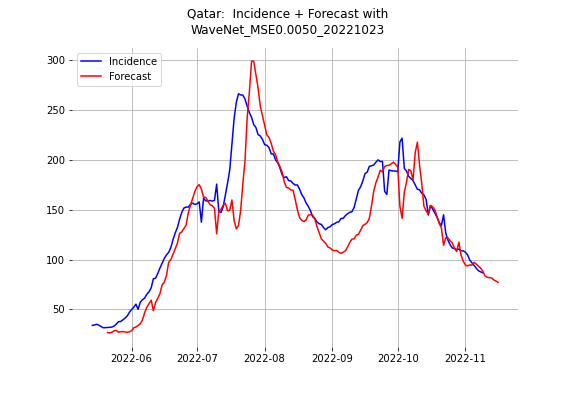 Qatar:  Incidence + Forecast with
WaveNet_MSE0.0050_20221023
Incidence
Forecast
300
250
200
150
100
50
2022-06 2022-07 2022-08 2022-09 2022-10 2022-11